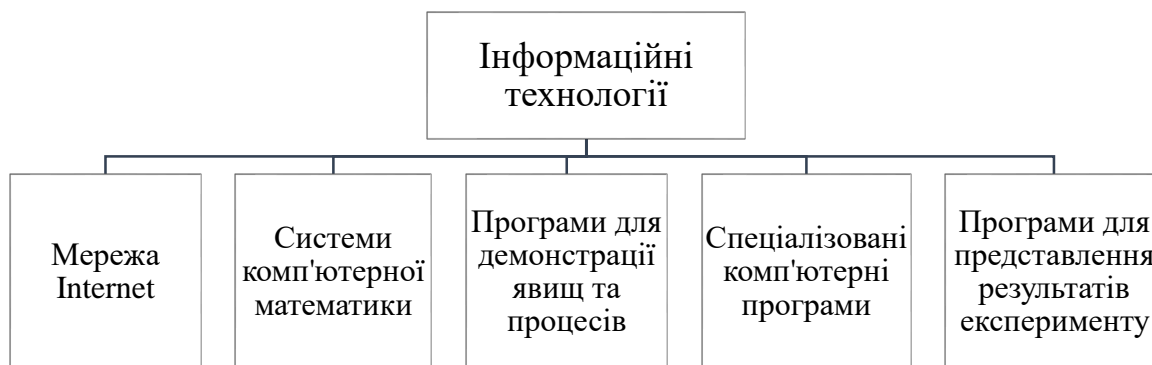 Інформаційні
технології
Мережа
Internet
Системи
комп'ютерної
математики
Програми для
демонстрації
явищ та
процесів
Спеціалізовані
комп'ютерні
програми
Програми для
представлення
результатів
експерименту